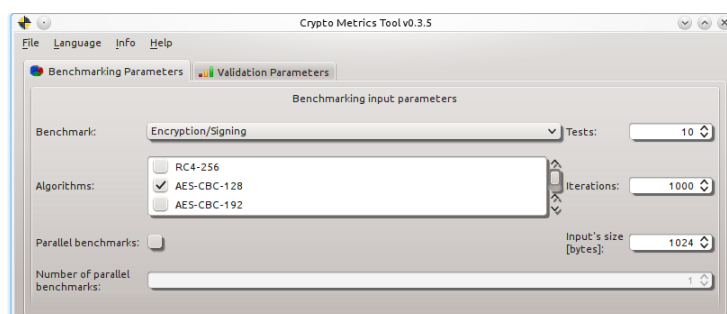 Crypto Metrics Tool v0.3.5
File Language Info Help
Benchmarking Parameters Validation Parameters
Benchmarking input parameters
Benchmark: Encryption/Signing Tests: 10
RC4-256
Algorithms: AES-CBC-128 Iterations: 1000
AES-CBC-192
Parallel benchmarks: Input's size
[bytes]: 1024
Number of parallel
benchmarks: 1